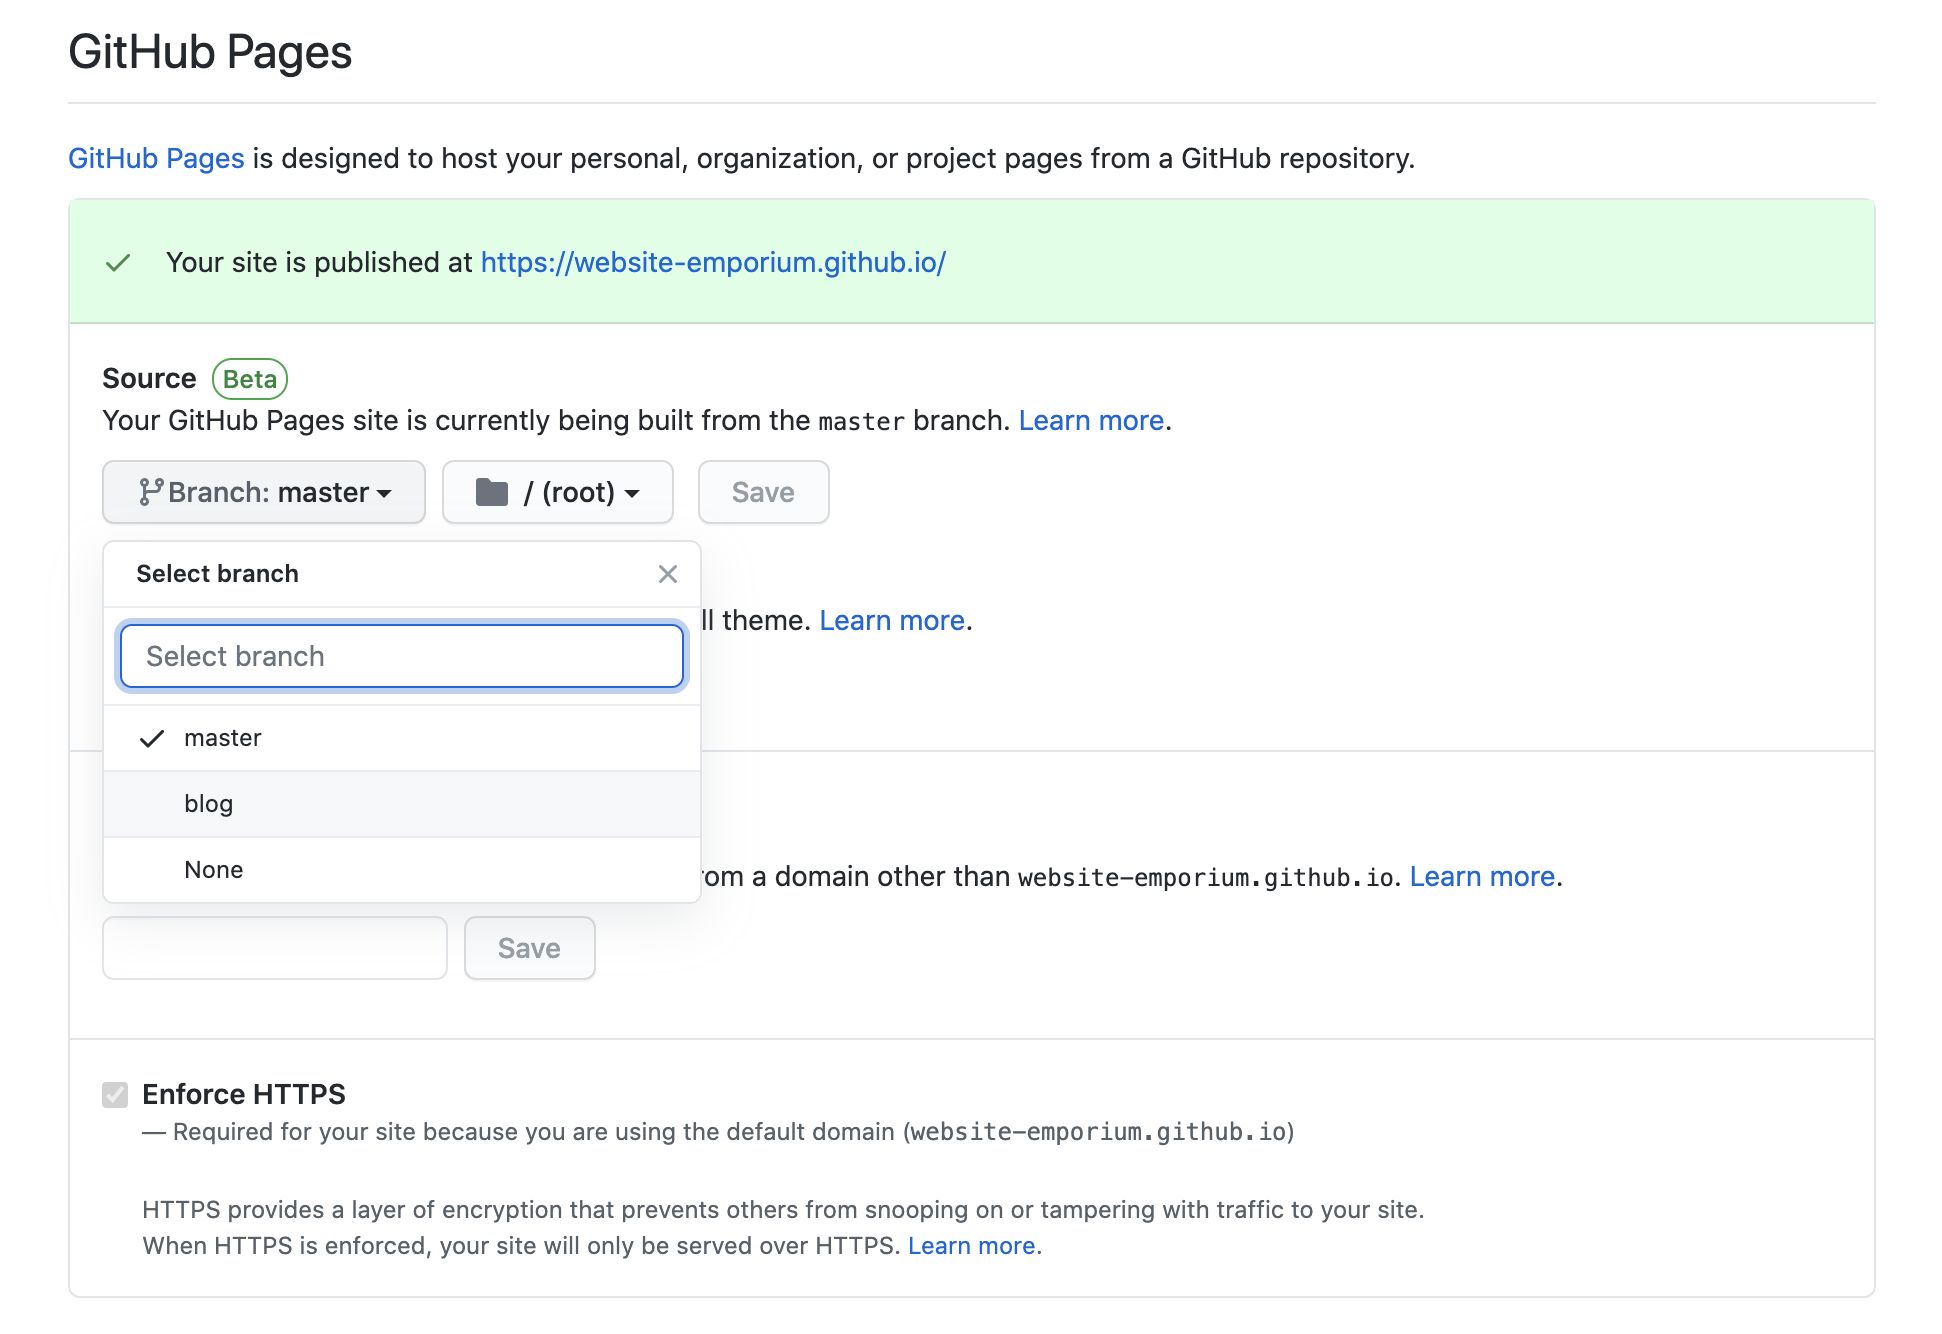 GitHub Pages
GitHub Pages is designed to host your personal, organization, or project pages from a GitHub repository.
Your site is published at https://website-emporium.github.io/
Source Beta
Your GitHub Pages site is currently being built from the master branch. Learn more.
Branch: master / (root) Save
Select branch
theme. Learn more.
Select branch
master
blog
a domain other than website-emporium.github.io. Learn more.
None
Save
Enforce HTTPS
— Required for your site because you are using the default domain (website-emporium.github.io)
HTTPS provides a layer of encryption that prevents others from snooping on or tampering with traffic to your site.
When HTTPS is enforced, your site will only be served over HTTPS. Learn more.